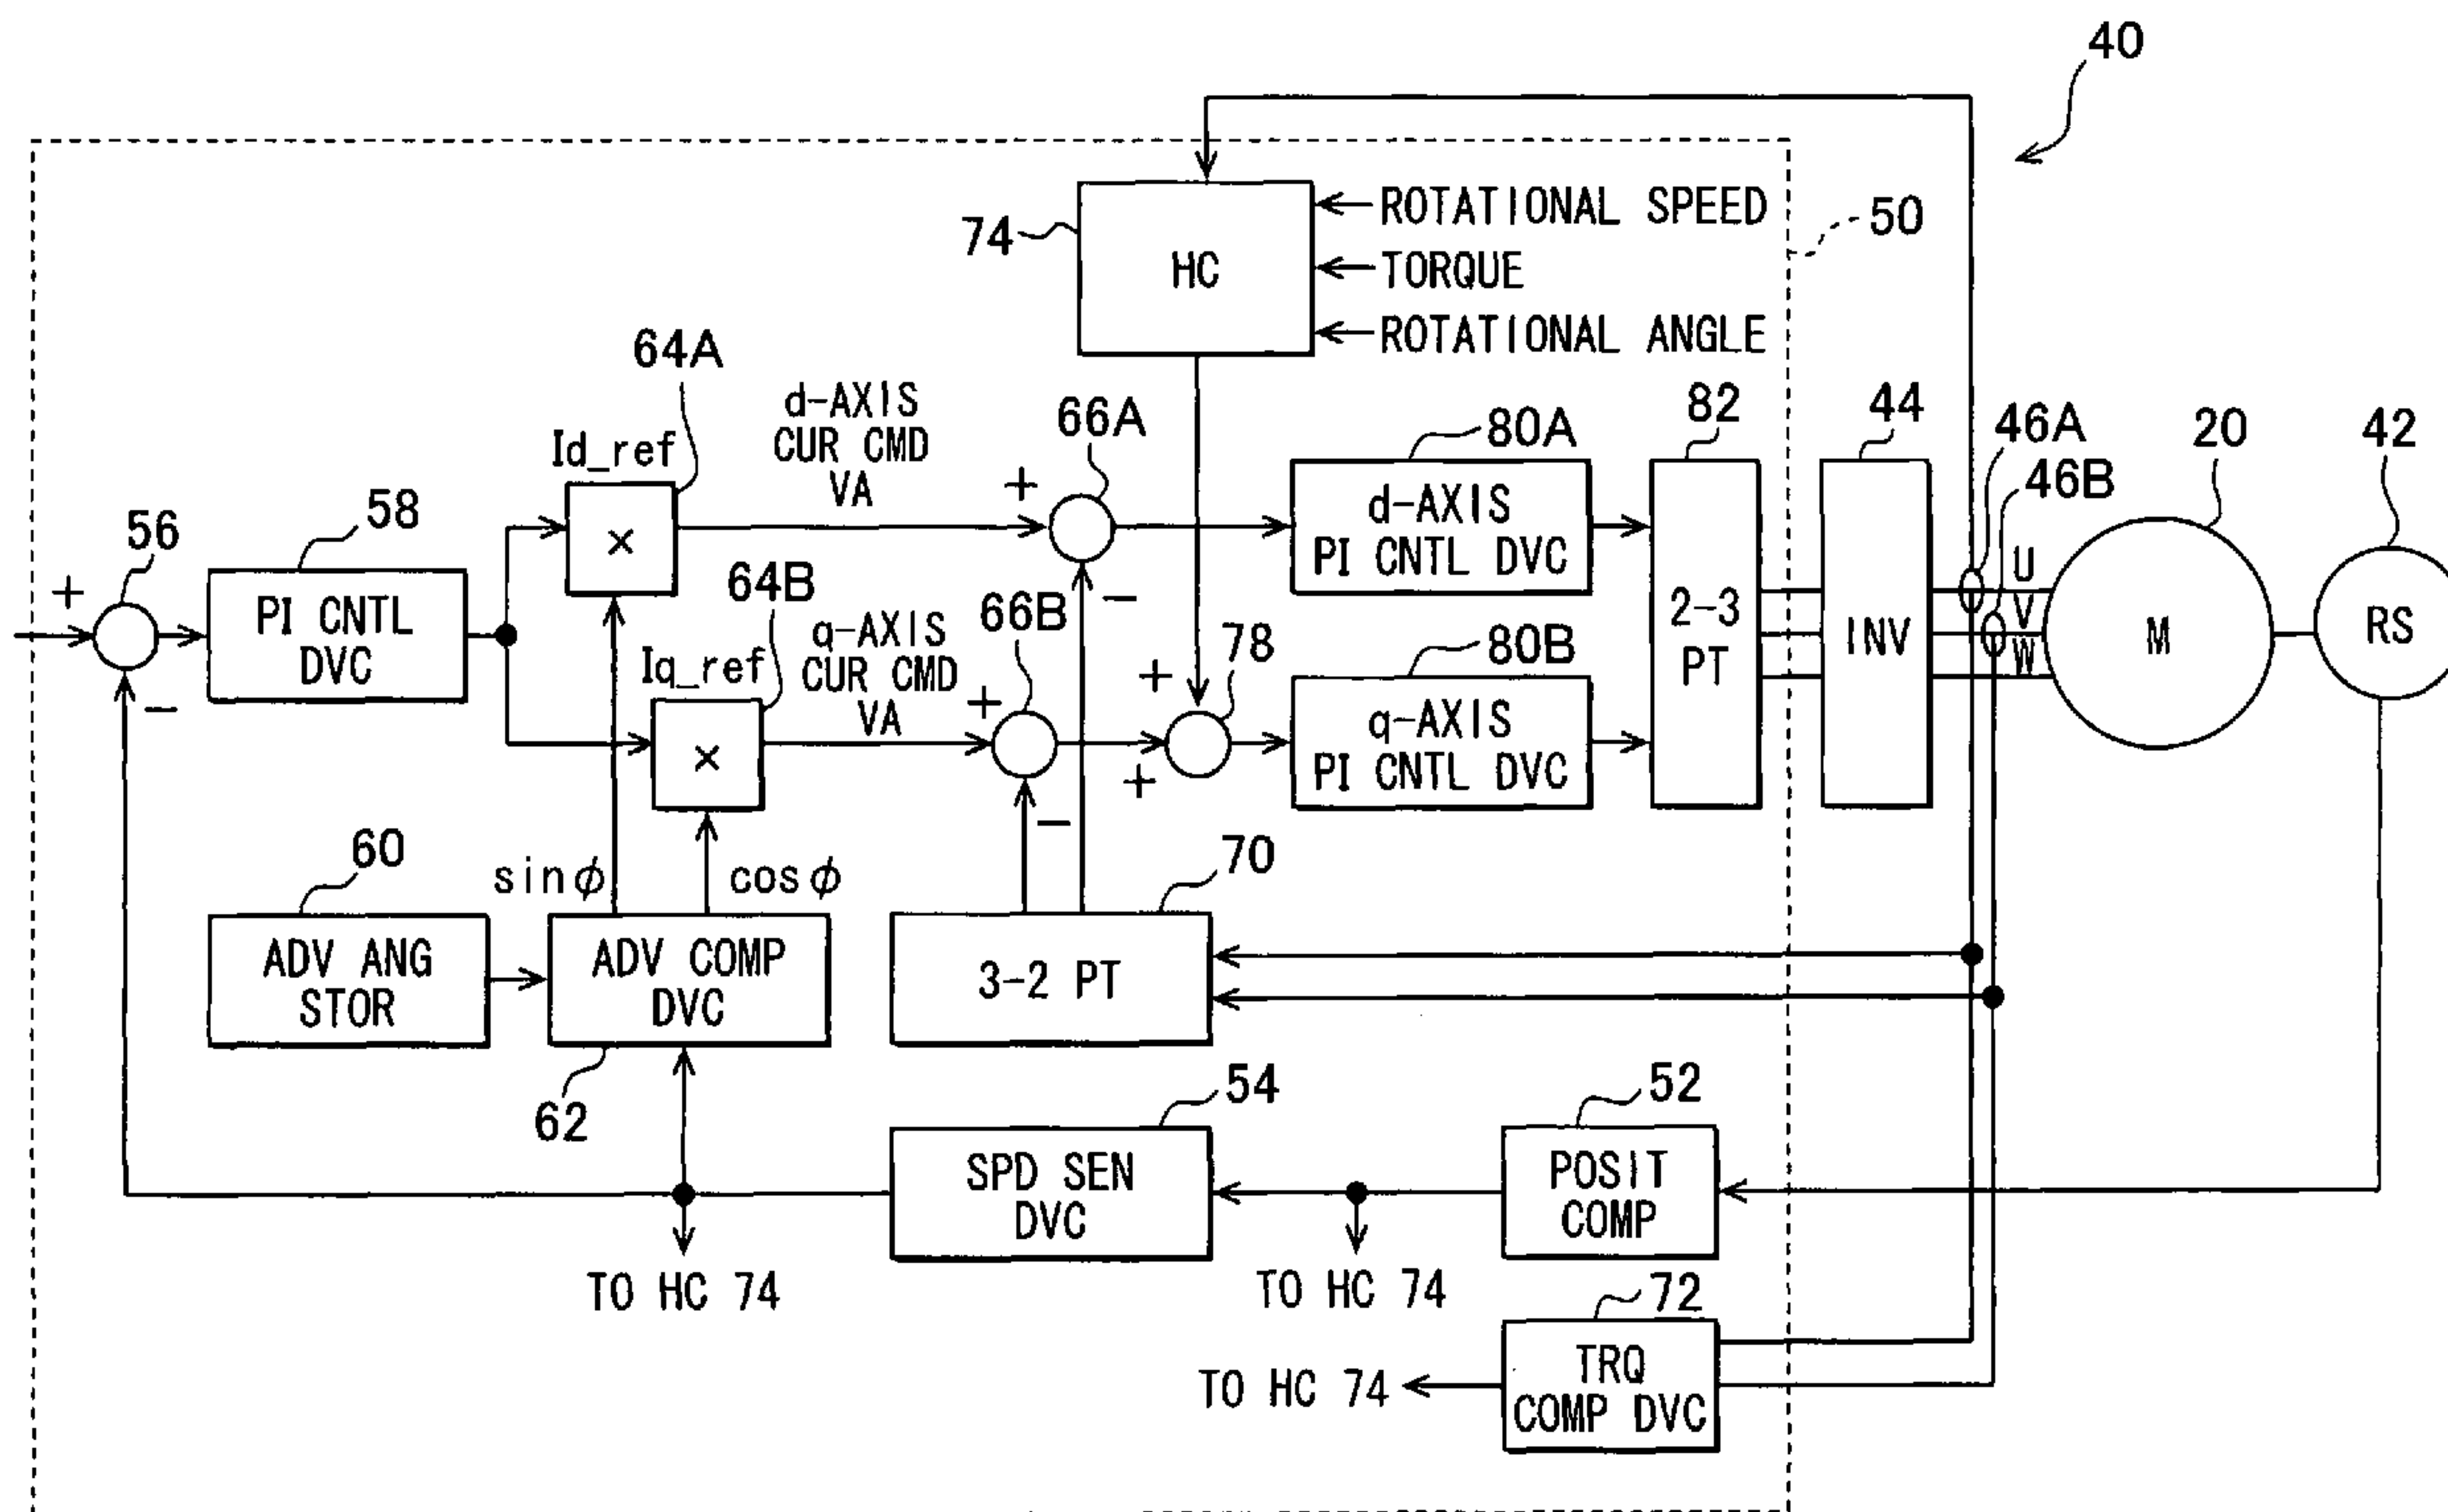 40
74
HC
ROTATIONAL SPEED
TORQUE
ROTATIONAL ANGLE
50
64A
Id_ref
d-AXIS
CUR CMD
VA
66A
+
−
80A
d-AXIS
PI CNTL DVC
82
2-3
PT
44
INV
46A
46B
U
V
W
20
M
42
RS
56
+
−
58
PI CNTL
DVC
×
64B
Iq_ref
×
q-AXIS
CUR CMD
VA
66B
+
−
78
+
+
80B
q-AXIS
PI CNTL DVC
60
ADV ANG
STOR
sinφ
cosφ
ADV COMP
DVC
62
70
3-2 PT
54
SPD SEN
DVC
52
POSIT
COMP
TO HC 74
TO HC 74
72
TRQ
COMP DVC
TO HC 74